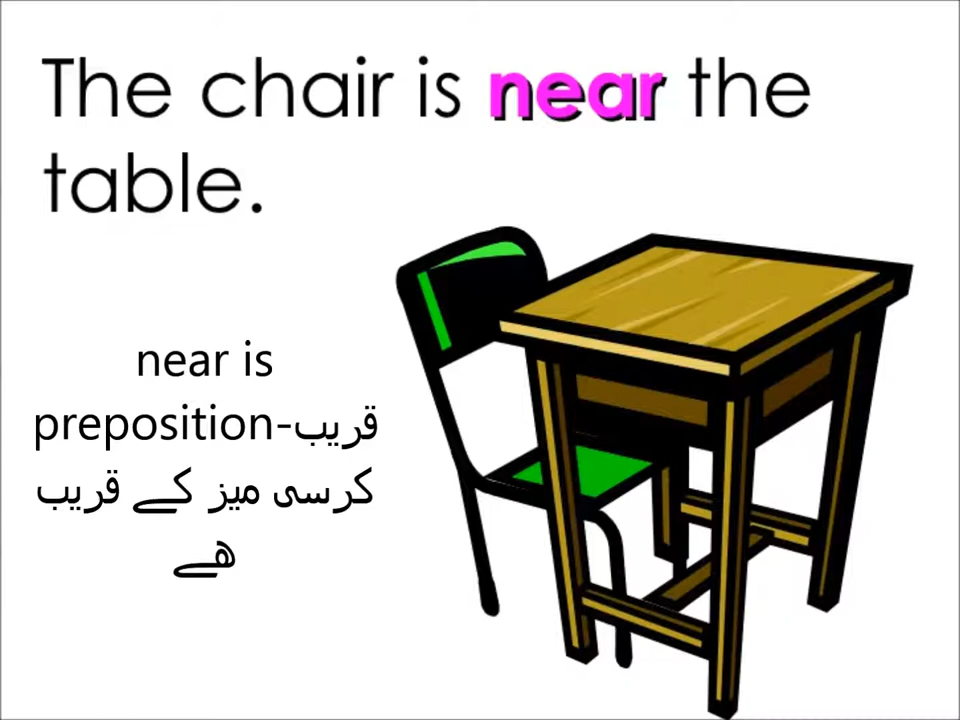 The chair is near the
table.
near is
preposition-قریب
کرسی میز کے قریب
ھے